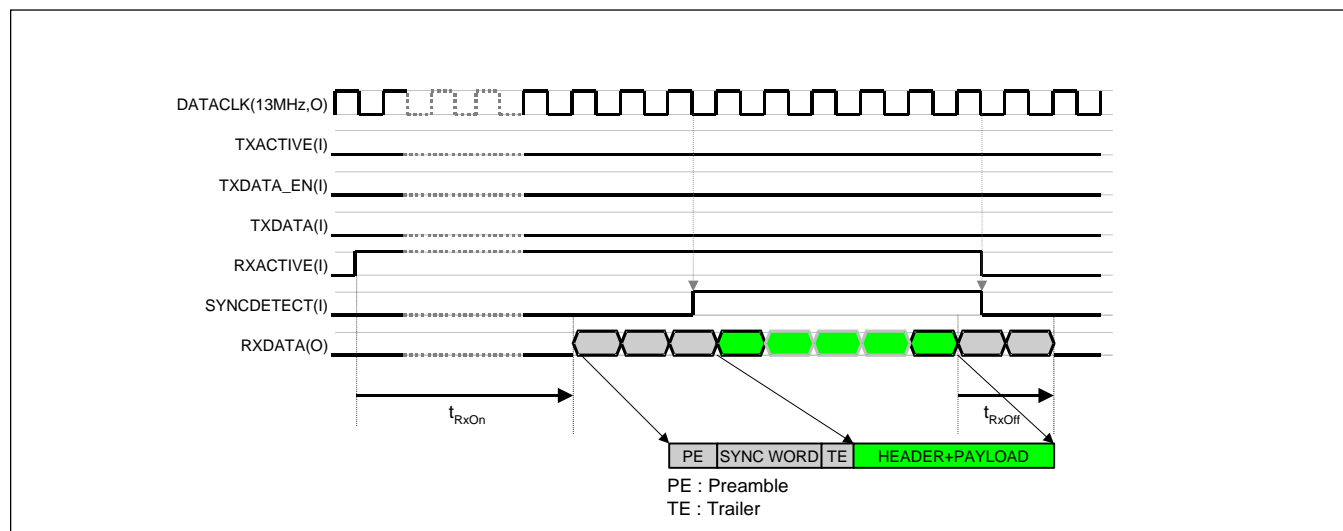 DATACLK(13MHz,O)
TXACTIVE(I)
TXDATA_EN(I)
TXDATA(I)
RXACTIVE(I)
SYNCDETECT(I)
RXDATA(O)
tRxOn
tRxOff
PE SYNC WORD TE HEADER+PAYLOAD
PE : Preamble
TE : Trailer